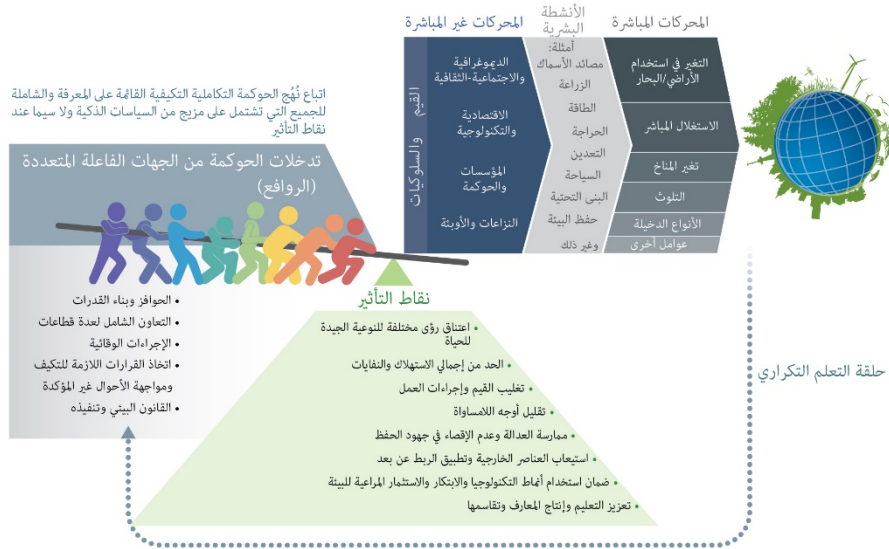 المحركات المباشرة
الأنشطة
البشرية
المحركات غير المباشرة
التغير في استخدام
الأراضي/البحار
الاستغلال المباشر
تغير المناخ
التلوث
الأنواع الدخيلة
عوامل أخرى
أمثلة:
مصائد الأسماك
الزراعة
الطاقة
الحراجة
التعدين
السياحة
البنى التحتية
حفظ البيئة
وغير ذلك
الديموغرافية
والاجتماعية-الثقافية
الاقتصادية
والتكنولوجية
المؤسسات
والحوكمة
النزاعات والأوبئة
القيم والسلوكيات
اتباع نُهُج الحوكمة التكاملية التكيفية القائمة على المعرفة والشاملة
للجميع التي تشتمل على مزيج من السياسات الذكية ولا سيما عند
نقاط التأثير
تدخلات الحوكمة من الجهات الفاعلة المتعددة
(الروافع)
• الحوافز وبناء القدرات
• التعاون الشامل لعدة قطاعات
• الإجراءات الوقائية
• اتخاذ القرارات اللازمة للتكيف
ومواجهة الأحوال غير المؤكدة
• القانون البيئي وتنفيذه
نقاط التأثير
• اعتناق رؤى مختلفة للنوعية الجيدة
للحياة
• الحد من إجمالي الاستهلاك والنفايات
• تغليب القيم وإجراءات العمل
• تقليل أوجه اللامساواة
• ممارسة العدالة وعدم الإقصاء في جهود الحفظ
• استيعاب العناصر الخارجية وتطبيق الربط عن بعد
• ضمان استخدام أنماط التكنولوجيا والابتكار والاستثمار المراعية للبيئة
• تعزيز التعليم وإنتاج المعارف وتقاسمها
حلقة التعلم التكراري